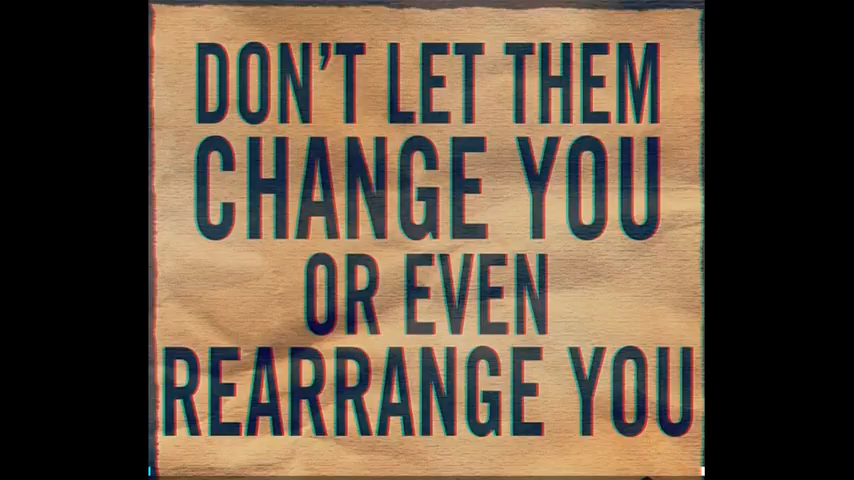 DON'T LET THEM
CHANGE YOU
OR EVEN
REARRANGE YOU